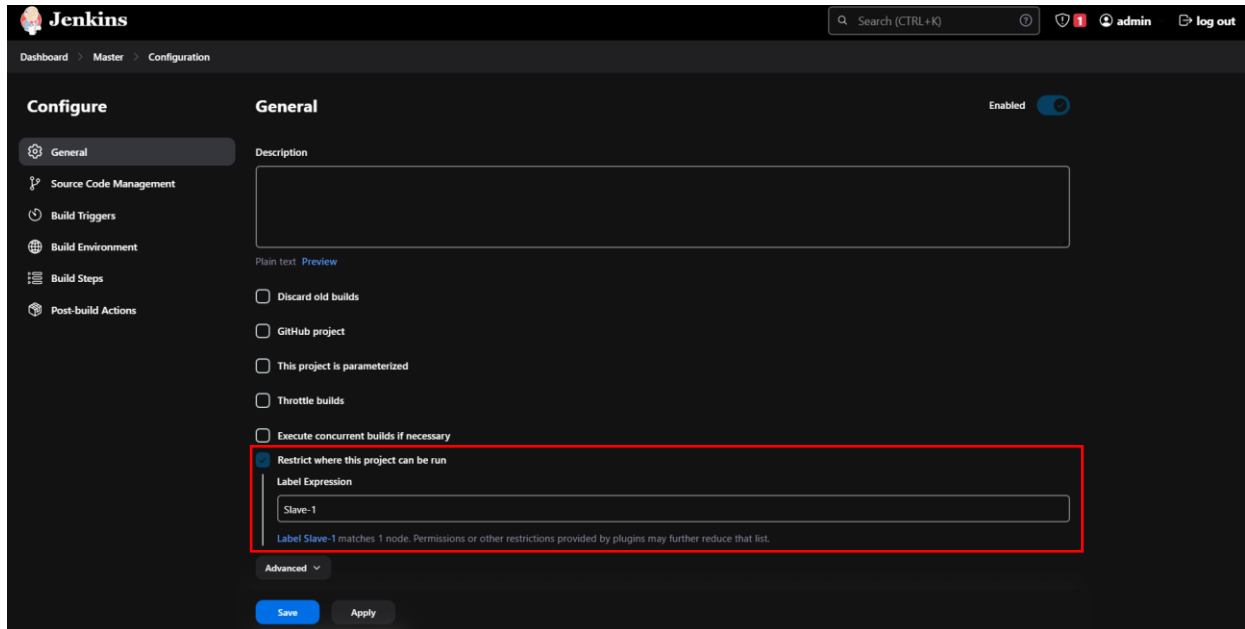 Jenkins
Search (CTRL+K)
1
admin
log out
Dashboard > Master > Configuration
Configure
General
Source Code Management
Build Triggers
Build Environment
Build Steps
Post-build Actions
General
Enabled
Description
Plain text Preview
Discard old builds
GitHub project
This project is parameterized
Throttle builds
Execute concurrent builds if necessary
Restrict where this project can be run
Label Expression
Slave-1
Label Slave-1 matches 1 node. Permissions or other restrictions provided by plugins may further reduce that list.
Advanced
Save
Apply